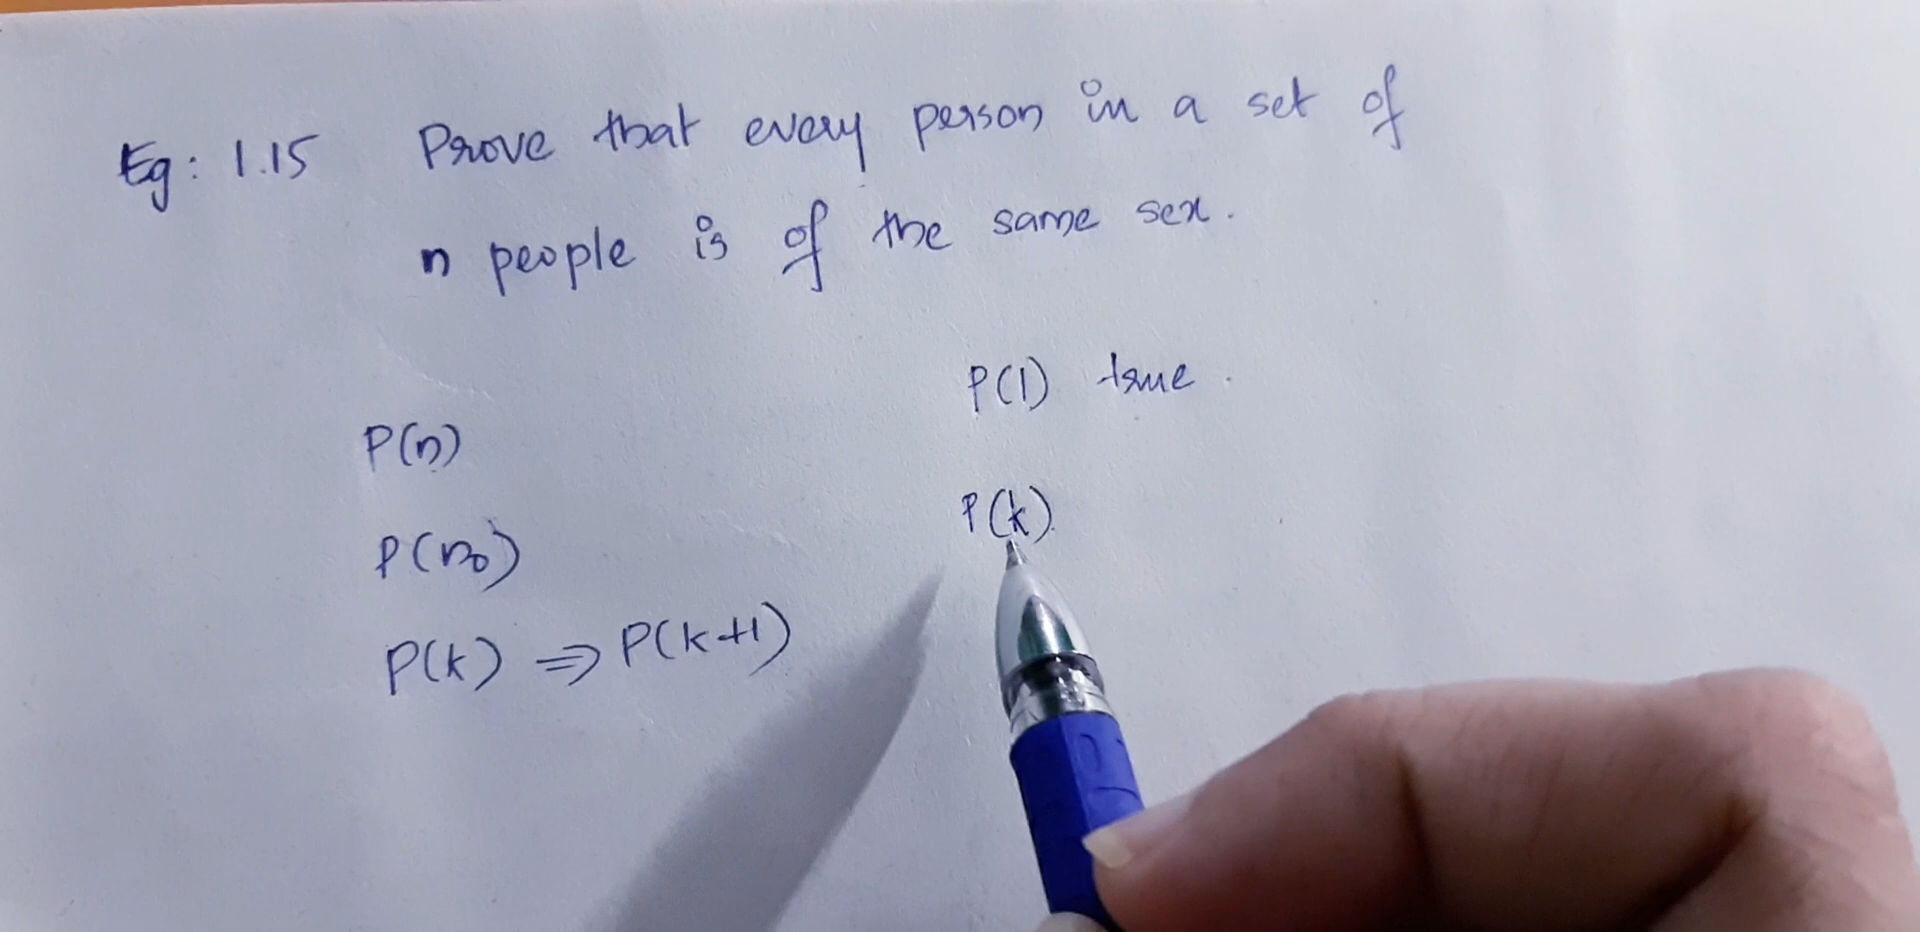 Eg: 1.15 Prove that every person in a set of
n people is of the same sex.
P(1) true.
P(n)
P(k)
P(n₀)
P(k) ⇒ P(k+1)